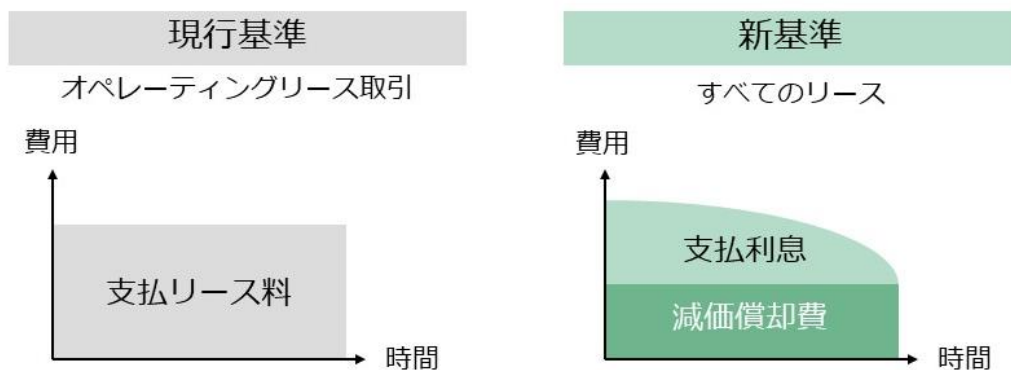 現行基準
オペレーティングリース取引
費用
支払リース料
時間
新基準
すべてのリース
費用
支払利息
減価償却費
時間